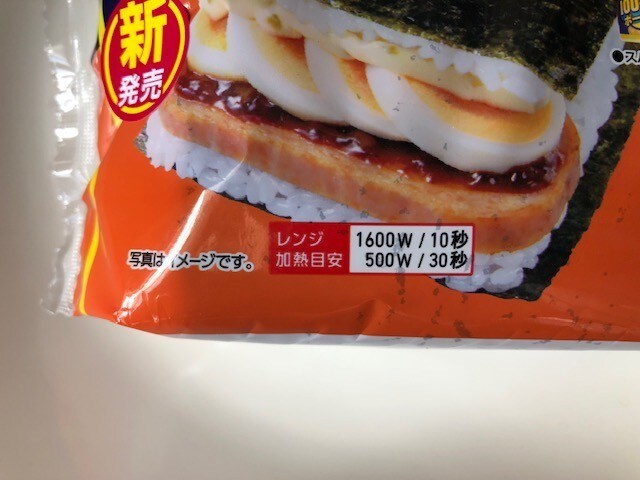 新
発売
レンジ
加熱目安
1600W/10秒
500W/30秒
写真はイメージです。